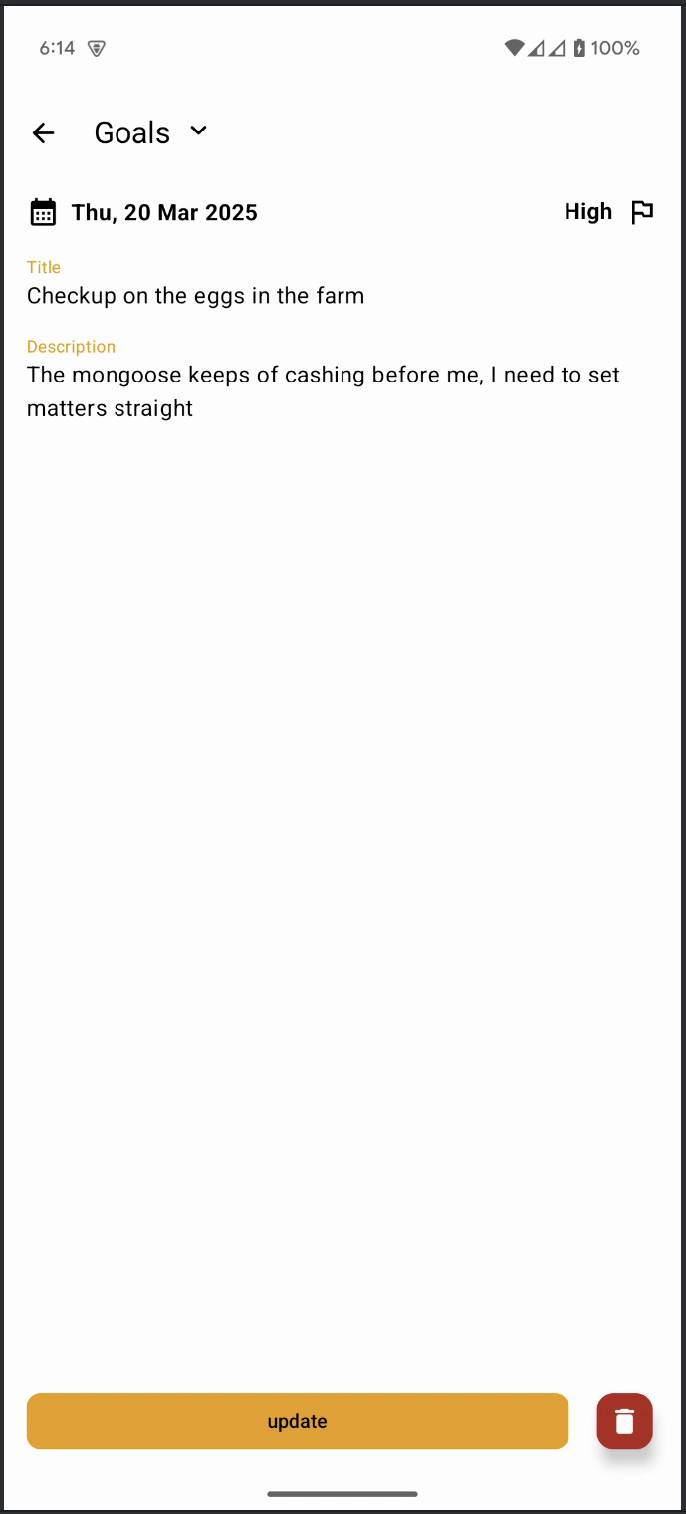 6:14
100%
Goals
Thu, 20 Mar 2025
High
Title
Checkup on the eggs in the farm
Description
The mongoose keeps of cashing before me, I need to set
matters straight
update